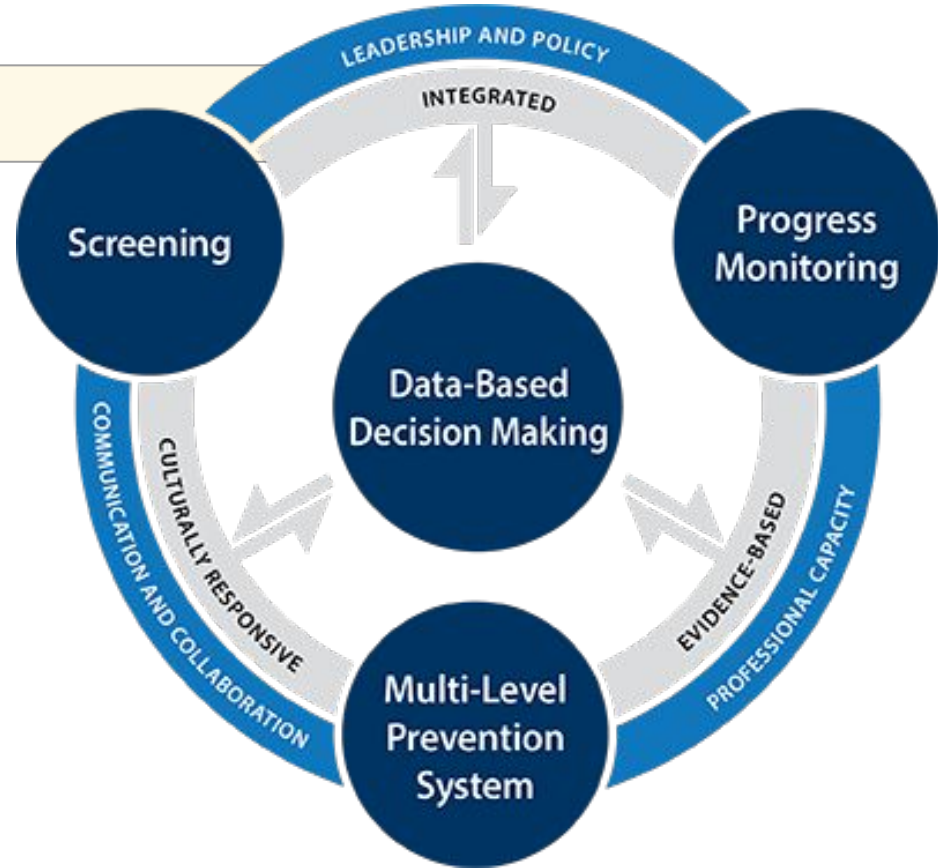 LEADERSHIP AND POLICY
INTEGRATED
Screening
Progress
Monitoring
Data-Based
Decision Making
COMMUNICATION AND COLLABORATION
CULTURALLY RESPONSIVE
EVIDENCE-BASED
PROFESSIONAL CAPACITY
Multi-Level
Prevention
System